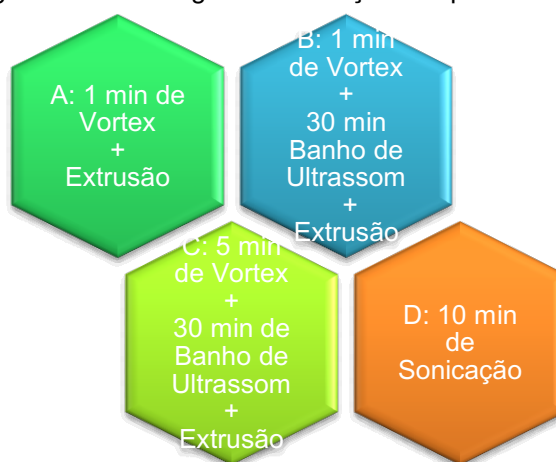 A: 1 min de
Vortex
+
Extrusão
B: 1 min
de Vortex
+
30 min
Banho de
Ultrassom
+
Extrusão
C: 5 min
de Vortex
+
30 min de
Banho de
Ultrassom
+
Extrusão
D: 10 min
de
Sonicação